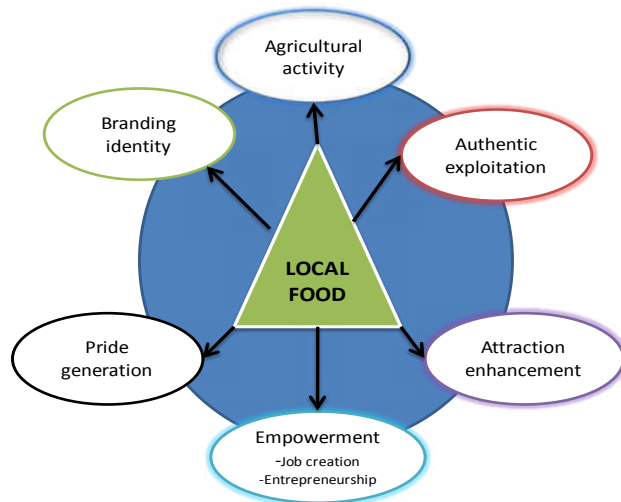 Agricultural
activity
Branding
identity
Authentic
exploitation
LOCAL
FOOD
Pride
generation
Attraction
enhancement
Empowerment
-Job creation
-Entrepreneurship